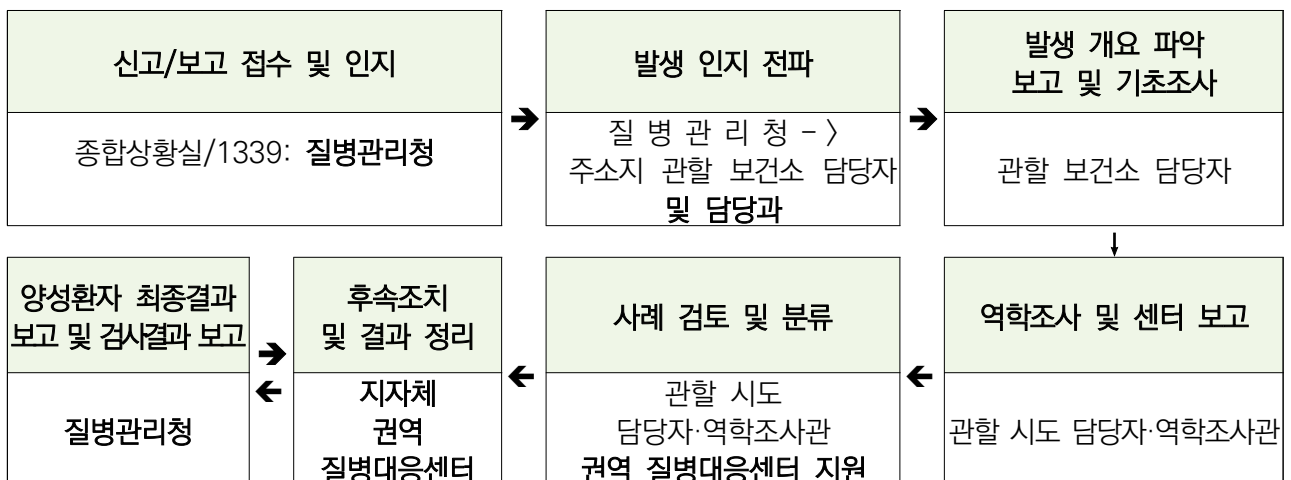 신고/보고 접수 및 인지
종합상황실/1339: 질병관리청
발생 인지 전파
질병관리청-〉
주소지 관할 보건소 담당자
및 담당과
발생 개요 파악
보고 및 기초조사
관할 보건소 담당자
역학조사 및 센터 보고
관할 시도 담당자·역학조사관
사례 검토 및 분류
관할 시도
담당자·역학조사관
권역 질병대응센터 지원
후속조치
및 결과 정리
지자체
권역
질병대응센터
양성환자 최종결과
보고 및 검사결과 보고
질병관리청